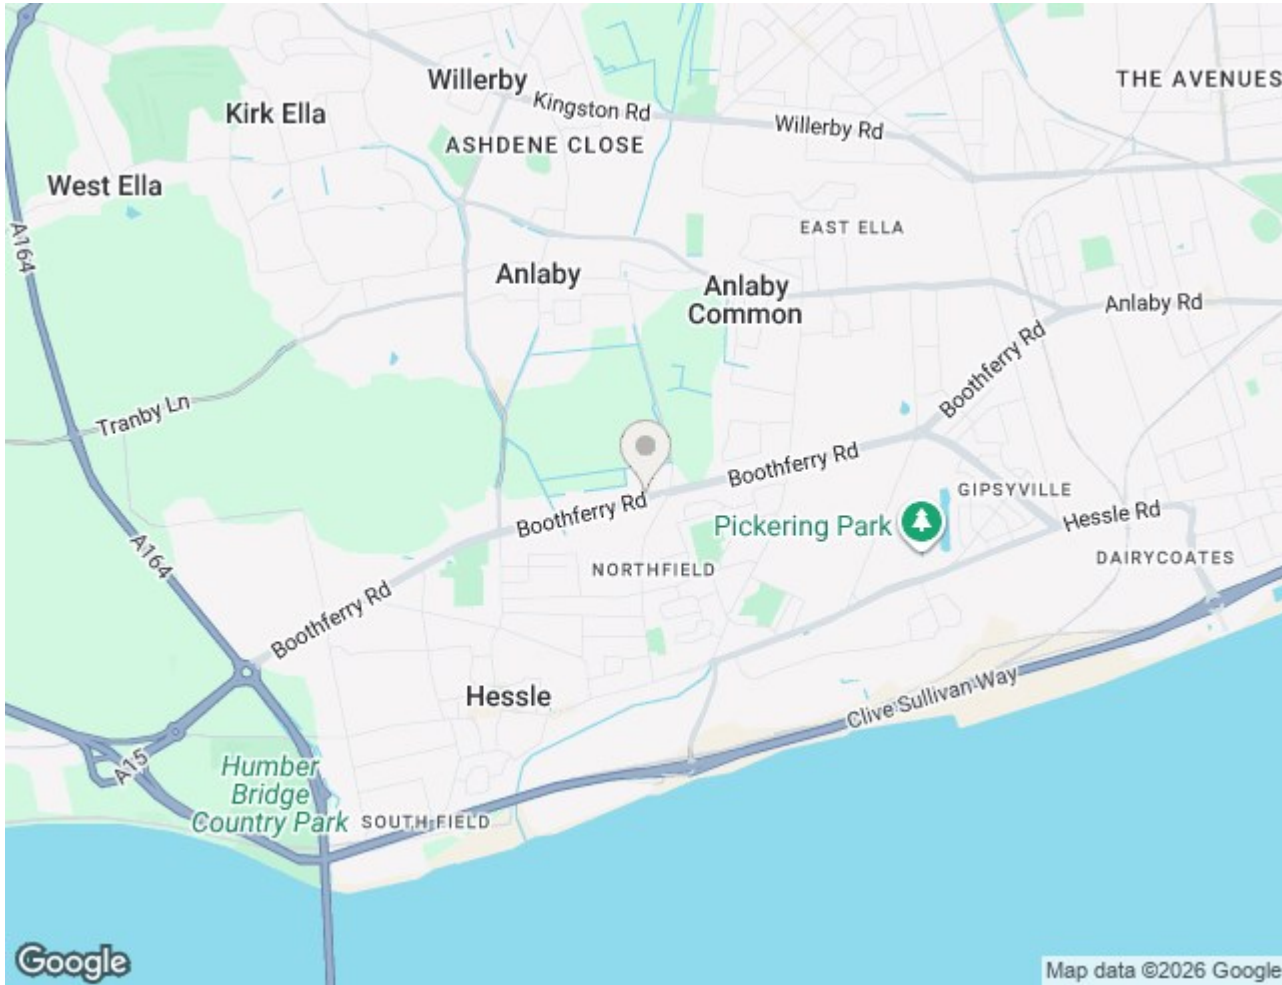 Willerby
Kingston Rd
THE AVENUES
Kirk Ella
Willerby Rd
ASHDENE CLOSE
West Ella
EAST ELLA
A164
Anlaby
Anlaby
Common
Anlaby Rd
Boothferry Rd
Tranby Ln
Boothferry Rd
GIPSYVILLE
Boothferry Rd
Hessle Rd
Pickering Park
A164
NORTHFIELD
DAIRYCOATES
Boothferry Rd
Hessle
Clive Sullivan Way
A15
Humber
Bridge
Country Park
SOUTH FIELD
Google
Map data ©2026 Google